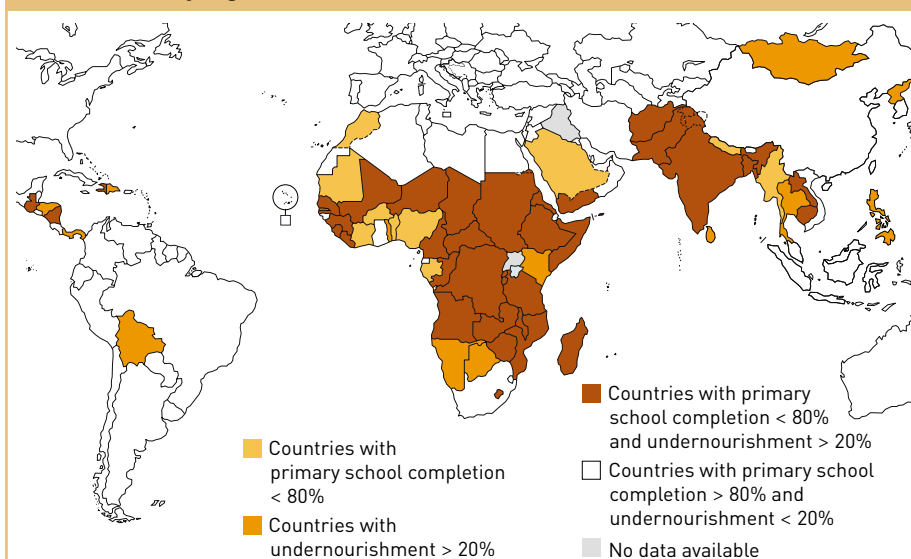 Countries with
primary school completion
< 80%
Countries with
undernourishment > 20%
Countries with primary
school completion < 80%
and undernourishment > 20%
Countries with primary school
completion > 80% and
undernourishment < 20%
No data available